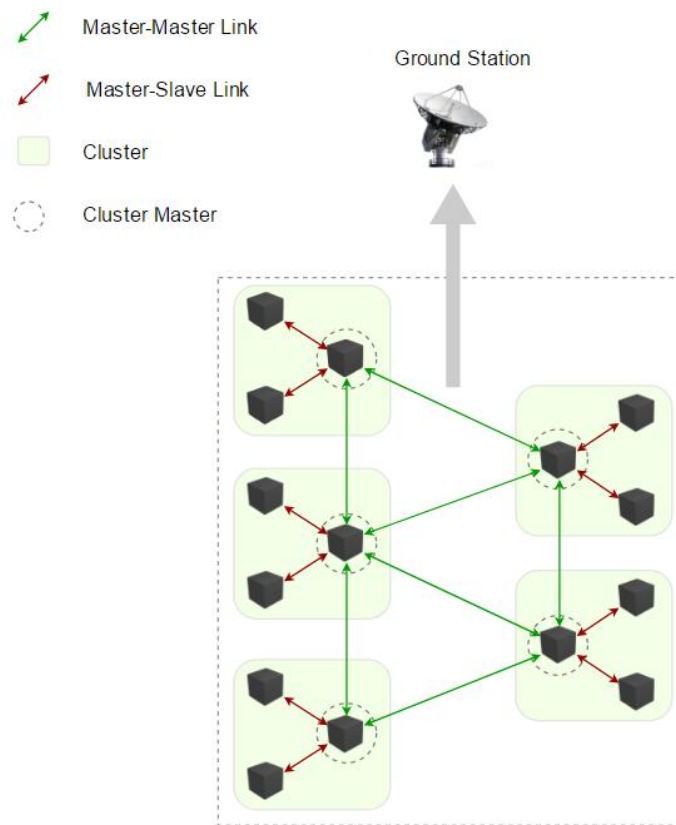 Master-Master Link
Ground Station
Master-Slave Link
Cluster
Cluster Master